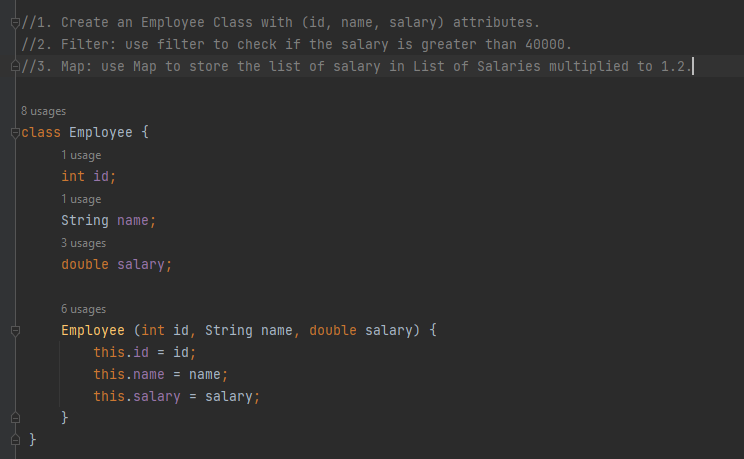 //1. Create an Employee Class with (id, name, salary) attributes.
//2. Filter: use filter to check if the salary is greater than 40000.
//3. Map: use Map to store the list of salary in List of Salaries multiplied to 1.2.
8 usages
class Employee {
1 usage
int id;
1 usage
String name;
3 usages
double salary;
6 usages
Employee (int id, String name, double salary) {
this.id = id;
this.name = name;
this.salary = salary;
}
}